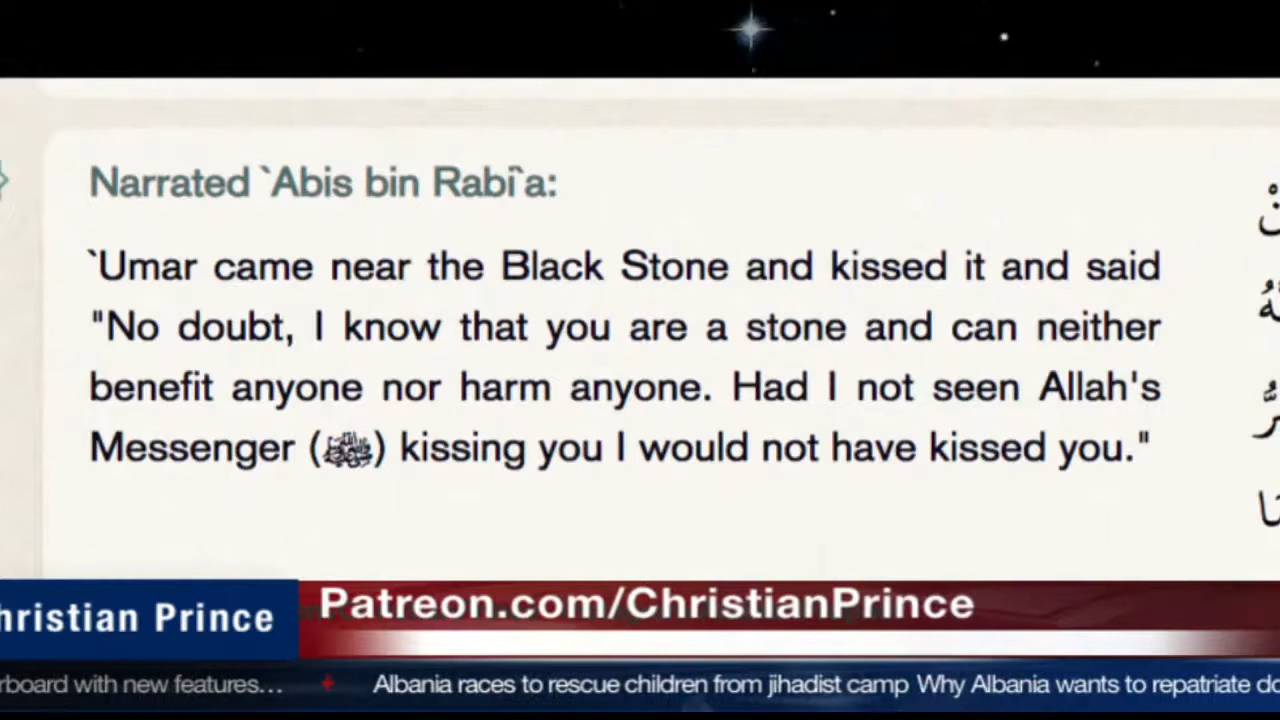 Narrated `Abis bin Rabi`a:
`Umar came near the Black Stone and kissed it and said
"No doubt, I know that you are a stone and can neither
benefit anyone nor harm anyone. Had I not seen Allah's
Messenger (ﷺ) kissing you I would not have kissed you."
hristian Prince
Patreon.com/ChristianPrince
rboard with new features... Albania races to rescue children from jihadist camp Why Albania wants to repatriate do